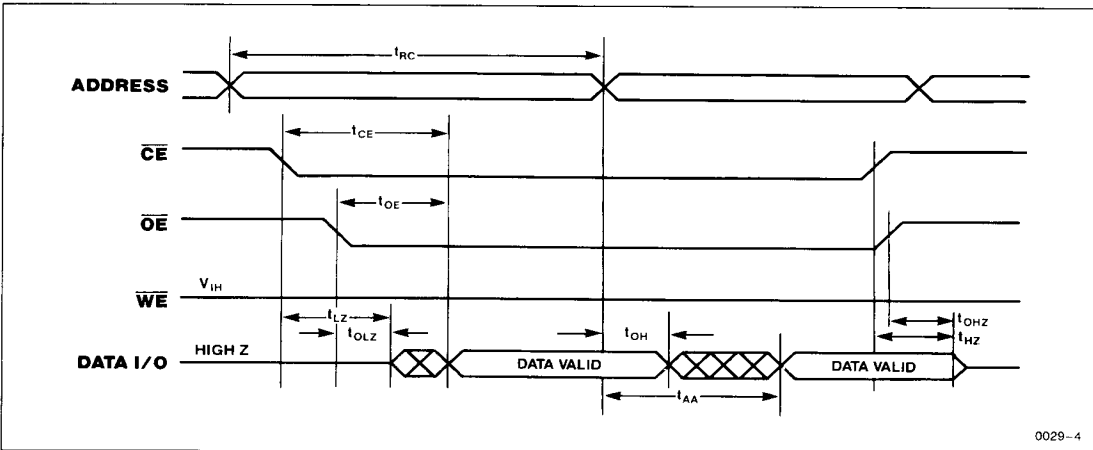 tRC
ADDRESS
tCE
CE
tOE
OE
VIH
WE
tLZ
tOHZ
tOLZ
tOH
tHZ
HIGH Z
DATA I/O
DATA VALID
DATA VALID
tAA
0029-4